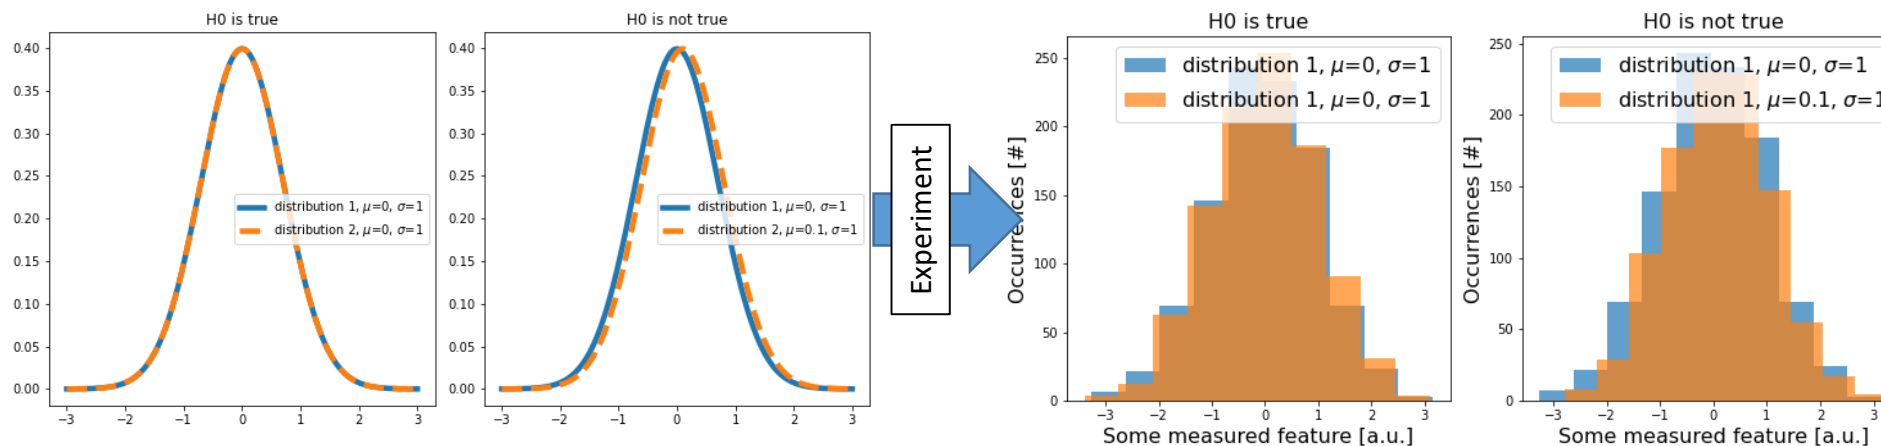 H0 is true
0.40
0.35
0.30
0.25
0.20
0.15
0.10
0.05
0.00
distribution 1, μ=0, σ=1
distribution 2, μ=0, σ=1
−3 −2 −1 0 1 2 3
H0 is not true
0.40
0.35
0.30
0.25
0.20
0.15
0.10
0.05
0.00
distribution 1, μ=0, σ=1
distribution 2, μ=0.1, σ=1
−3 −2 −1 0 1 2 3
Experiment
H0 is true
Occurrences [#]
250
200
150
100
50
0
distribution 1, μ=0, σ=1
distribution 1, μ=0, σ=1
−3 −2 −1 0 1 2 3
Some measured feature [a.u.]
H0 is not true
Occurrences [#]
250
200
150
100
50
0
distribution 1, μ=0, σ=1
distribution 1, μ=0.1, σ=1
−3 −2 −1 0 1 2 3
Some measured feature [a.u.]